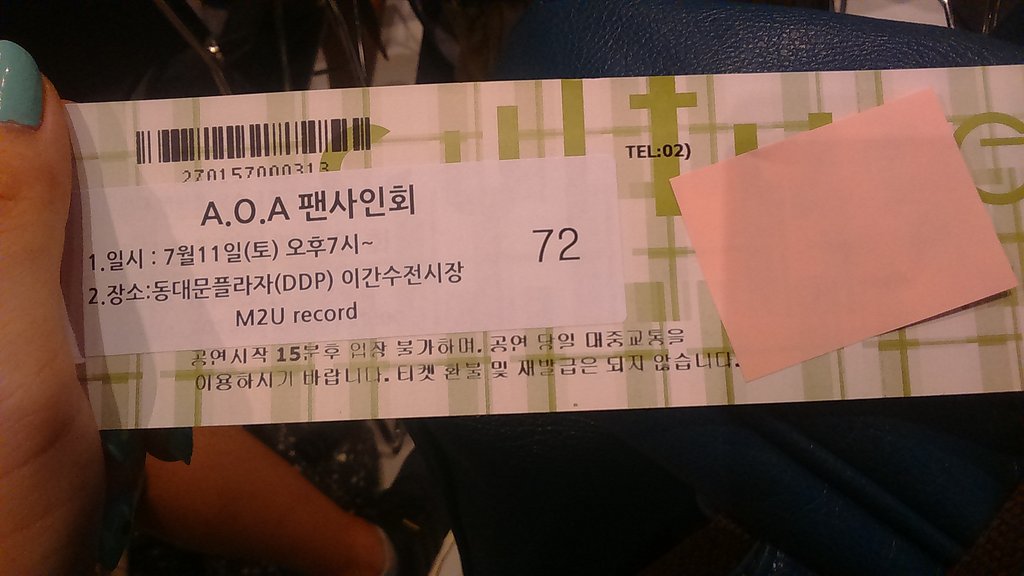 culture
TEL:02)
A.O.A 팬사인회
1.일시 : 7월11일(토) 오후7시~
72
2.장소:동대문플라자(DDP) 이간수전시장
M2U record
공연시작 15분후 입장 불가하며, 공연 당일 대중교통을
이용하시기 바랍니다. 티켓 환불 및 재발급은 되지 않습니다.